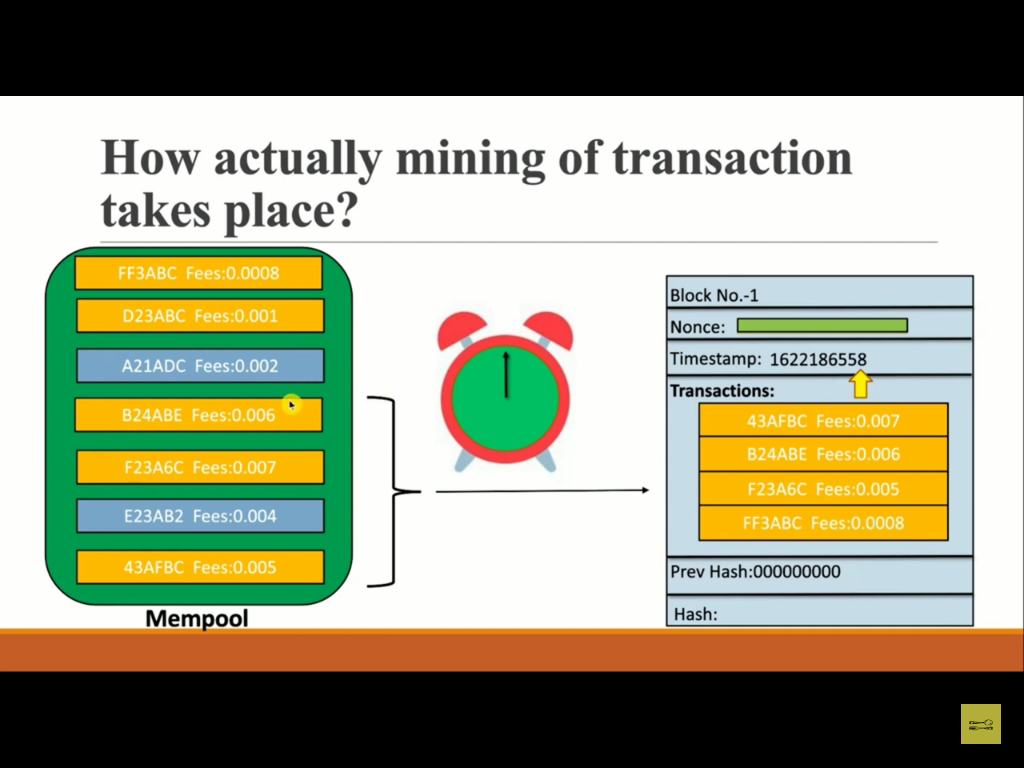 How actually mining of transaction
takes place?
FF3ABC Fees:0.0008
D23ABC Fees:0.001
A21ADC Fees:0.002
B24ABE Fees:0.006
F23A6C Fees:0.007
E23AB2 Fees:0.004
43AFBC Fees:0.005
Mempool
Block No.-1
Nonce:
Timestamp: 1622186558
Transactions:
43AFBC Fees:0.007
B24ABE Fees:0.006
F23A6C Fees:0.005
FF3ABC Fees:0.0008
Prev Hash:000000000
Hash: